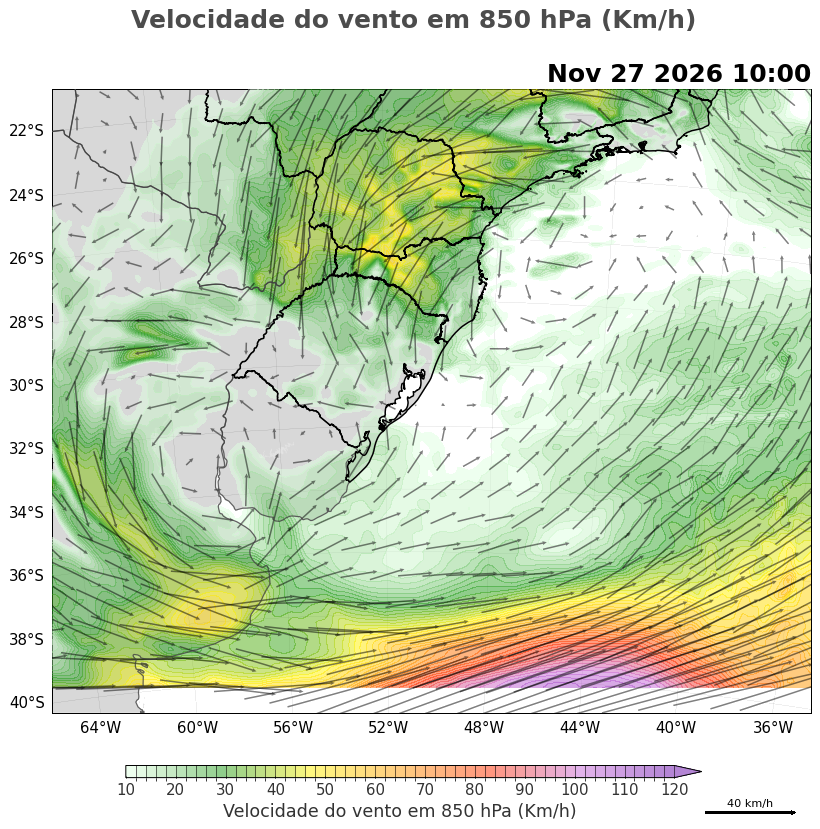 Velocidade do vento em 850 hPa (Km/h)
Nov 27 2026 10:00
22°S
24°S
26°S
28°S
30°S
32°S
34°S
36°S
38°S
40°S
64°W 60°W 56°W 52°W 48°W 44°W 40°W 36°W
10 20 30 40 50 60 70 80 90 100 110 120
Velocidade do vento em 850 hPa (Km/h)
40 km/h